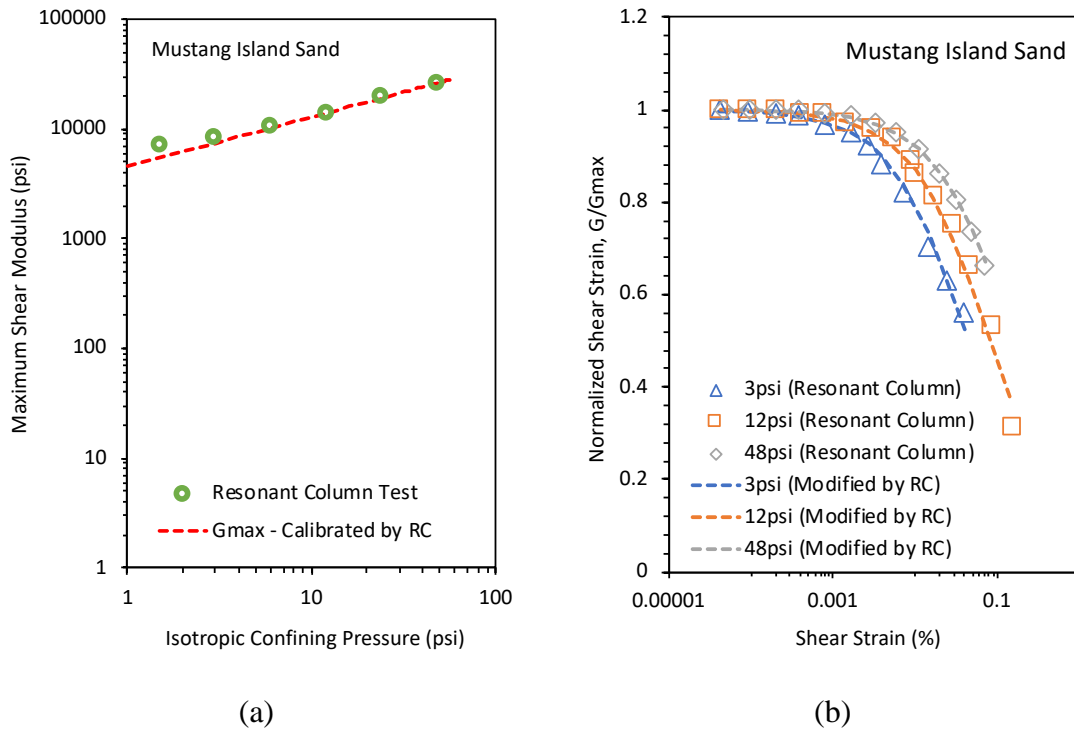 100000
10000
1000
100
10
1
Maximum Shear Modulus (psi)
Mustang Island Sand
Resonant Column Test
Gmax - Calibrated by RC
1
10
100
Isotropic Confining Pressure (psi)
(a)
1.2
1
0.8
0.6
0.4
0.2
0
Normalized Shear Strain, G/Gmax
Mustang Island Sand
3psi (Resonant Column)
12psi (Resonant Column)
48psi (Resonant Column)
3psi (Modified by RC)
12psi (Modified by RC)
48psi (Modified by RC)
0.00001
0.001
0.1
Shear Strain (%)
(b)